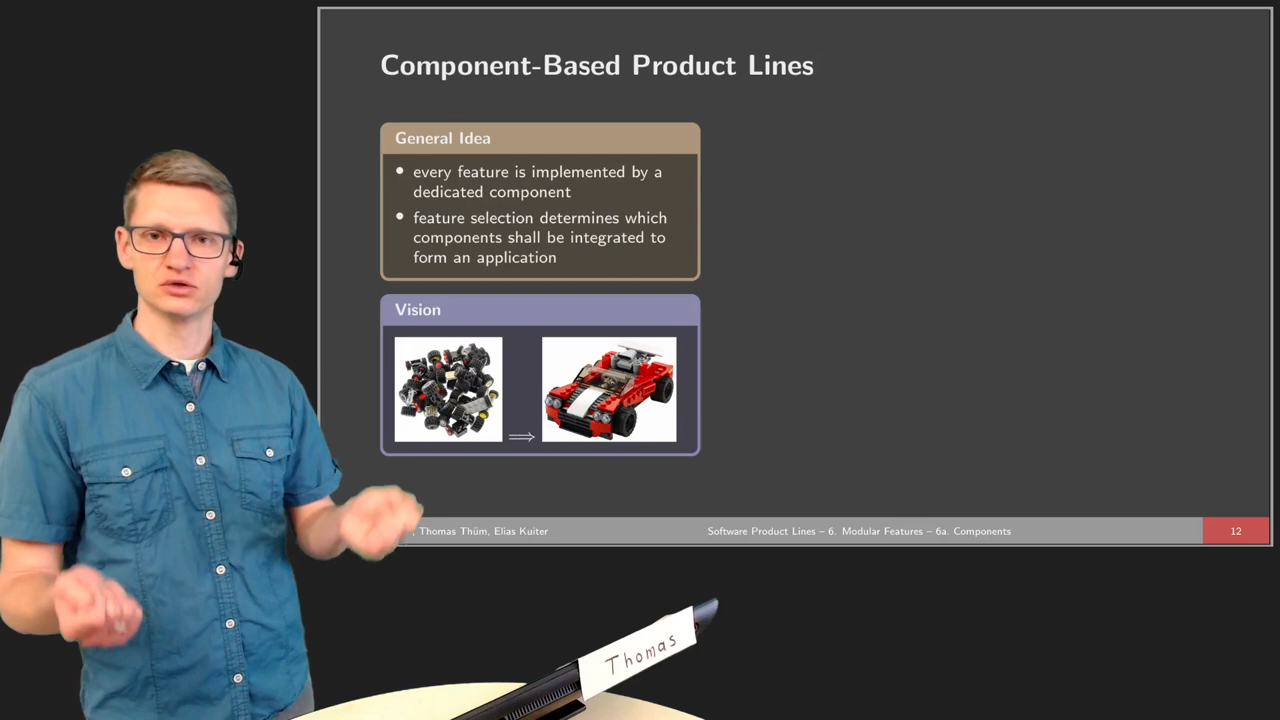 Component-Based Product Lines
General Idea
• every feature is implemented by a
dedicated component
• feature selection determines which
components shall be integrated to
form an application
Vision
⟹
, Thomas Thüm, Elias Kuiter
Software Product Lines – 6. Modular Features – 6a. Components
12
Thomas